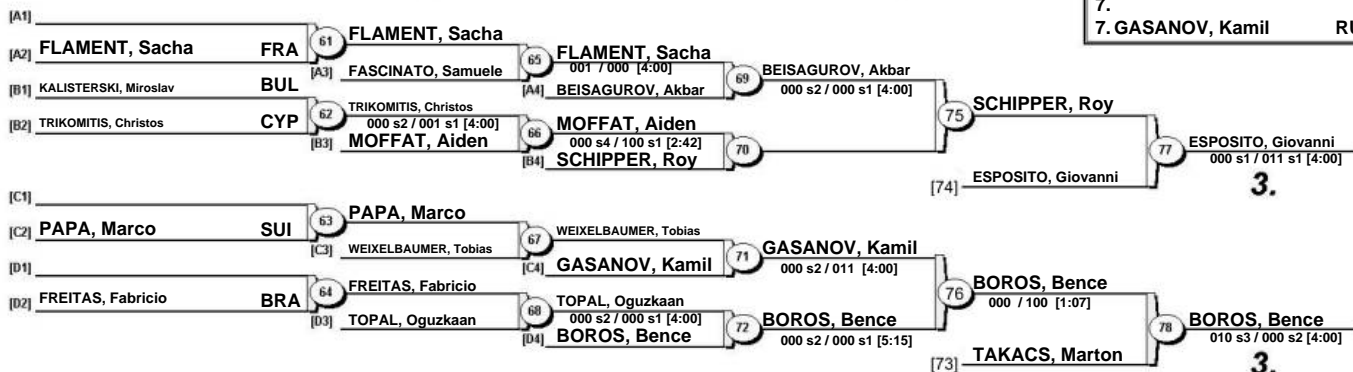 7.
7. GASANOV, Kamil
[A1]
[A2] FLAMENT, Sacha FRA
61
FLAMENT, Sacha
[A3] FASCINATO, Samuele
65
FLAMENT, Sacha
001 / 000 [4:00]
[A4] BEISAGUROV, Akbar
69
BEISAGUROV, Akbar
000 s2 / 000 s1 [4:00]
[B1] KALISTERSKI, Miroslav BUL
[B2] TRIKOMITIS, Christos CYP
62
TRIKOMITIS, Christos
000 s2 / 001 s1 [4:00]
[B3] MOFFAT, Aiden
66
MOFFAT, Aiden
000 s4 / 100 s1 [2:42]
[B4] SCHIPPER, Roy
70
75
SCHIPPER, Roy
[74] ESPOSITO, Giovanni
77
ESPOSITO, Giovanni
000 s1 / 011 s1 [4:00]
3.
[C1]
[C2] PAPA, Marco SUI
63
PAPA, Marco
[C3] WEIXELBAUMER, Tobias
67
WEIXELBAUMER, Tobias
[C4] GASANOV, Kamil
71
GASANOV, Kamil
000 s2 / 011 [4:00]
[D1]
[D2] FREITAS, Fabricio BRA
64
FREITAS, Fabricio
[D3] TOPAL, Oguzkaan
68
TOPAL, Oguzkaan
000 s2 / 000 s1 [4:00]
[D4] BOROS, Bence
72
BOROS, Bence
000 s2 / 000 s1 [5:15]
76
BOROS, Bence
000 / 100 [1:07]
[73] TAKACS, Marton
78
BOROS, Bence
010 s3 / 000 s2 [4:00]
3.